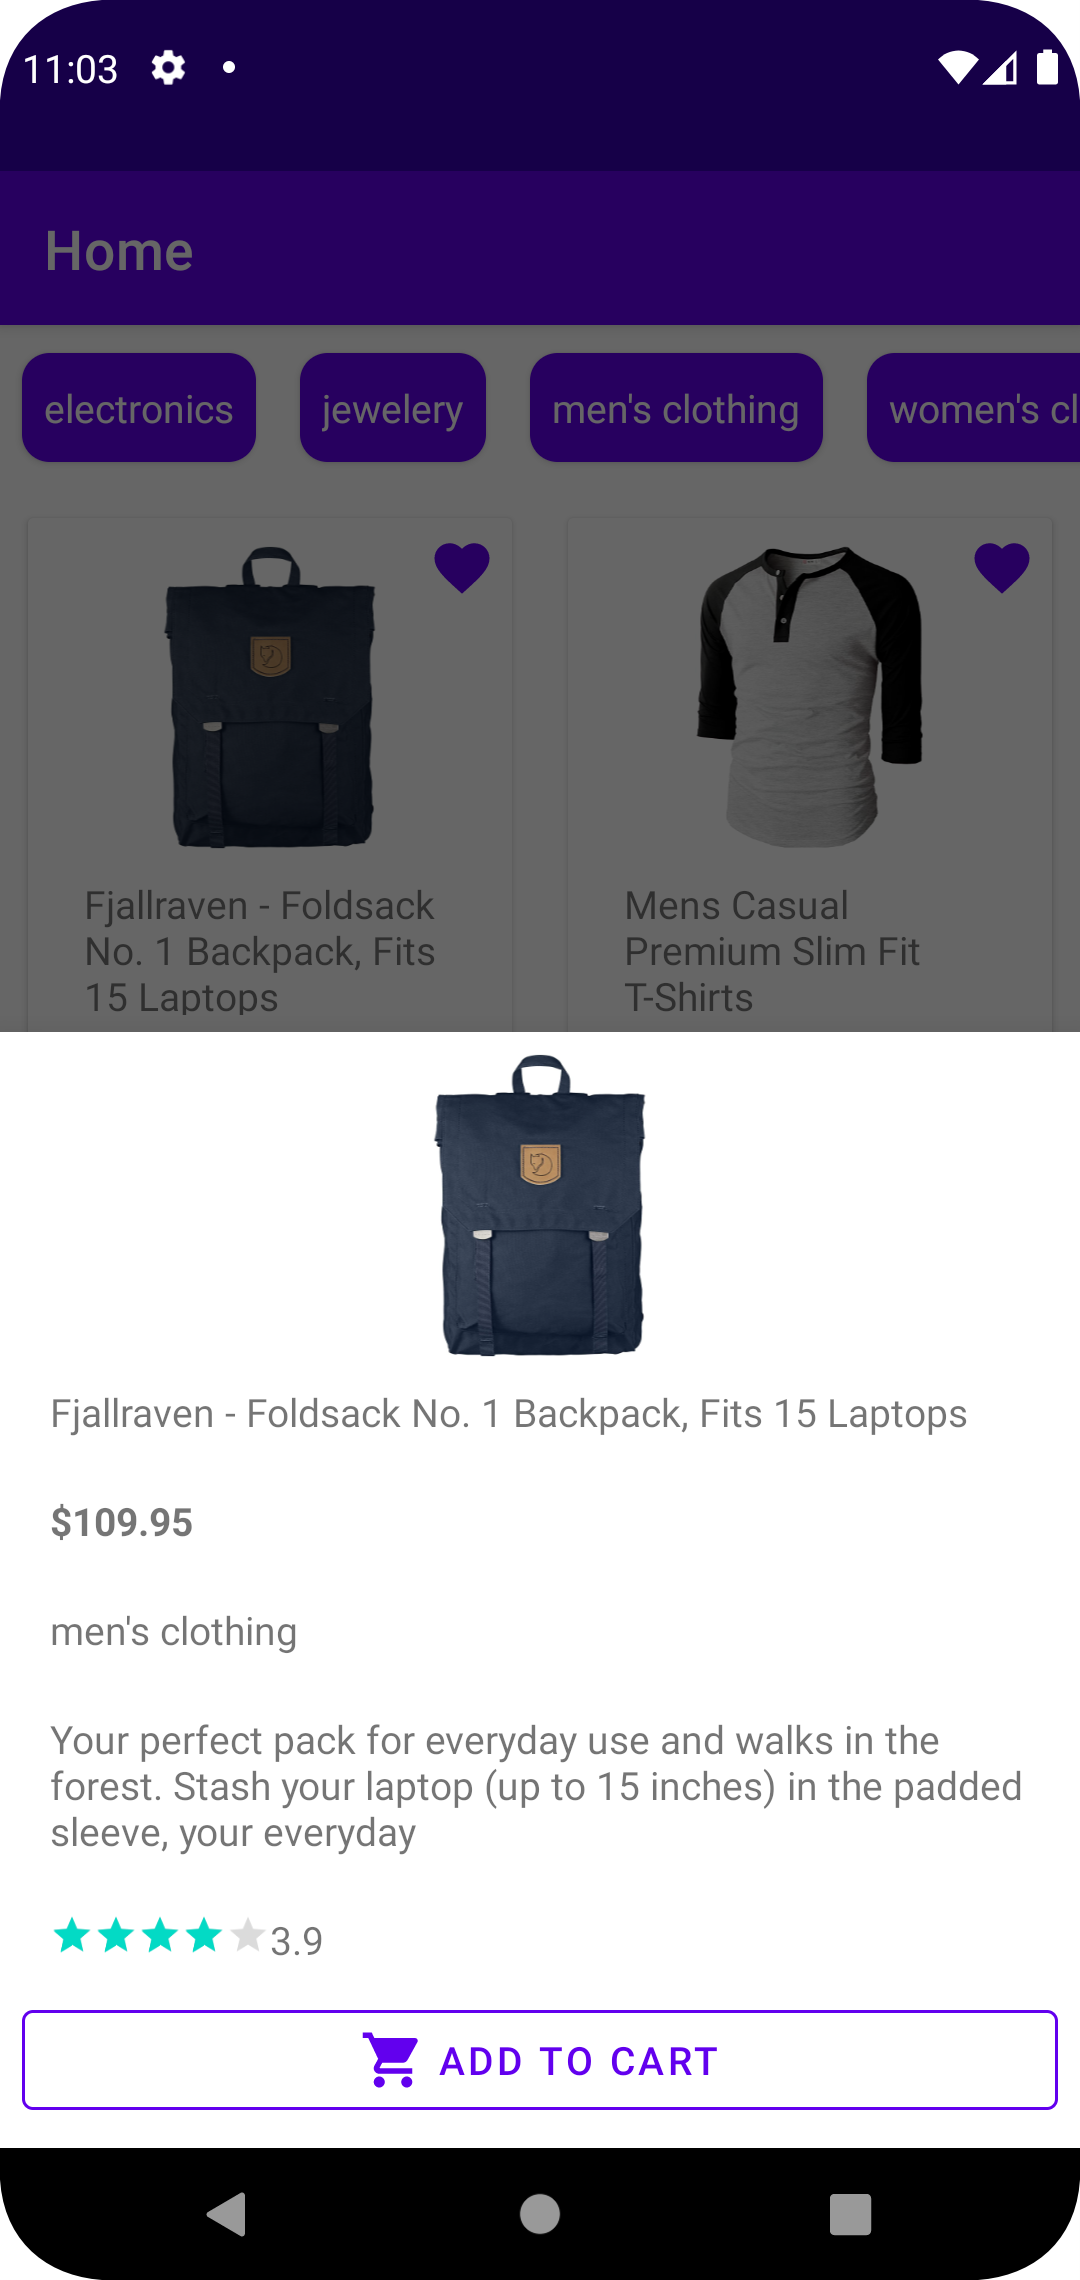 11:03
Home
electronics
jewelery
men's clothing
women's cl
Fjallraven - Foldsack
No. 1 Backpack, Fits
15 Laptops
Mens Casual
Premium Slim Fit
T-Shirts
Fjallraven - Foldsack No. 1 Backpack, Fits 15 Laptops
$109.95
men's clothing
Your perfect pack for everyday use and walks in the
forest. Stash your laptop (up to 15 inches) in the padded
sleeve, your everyday
3.9
ADD TO CART